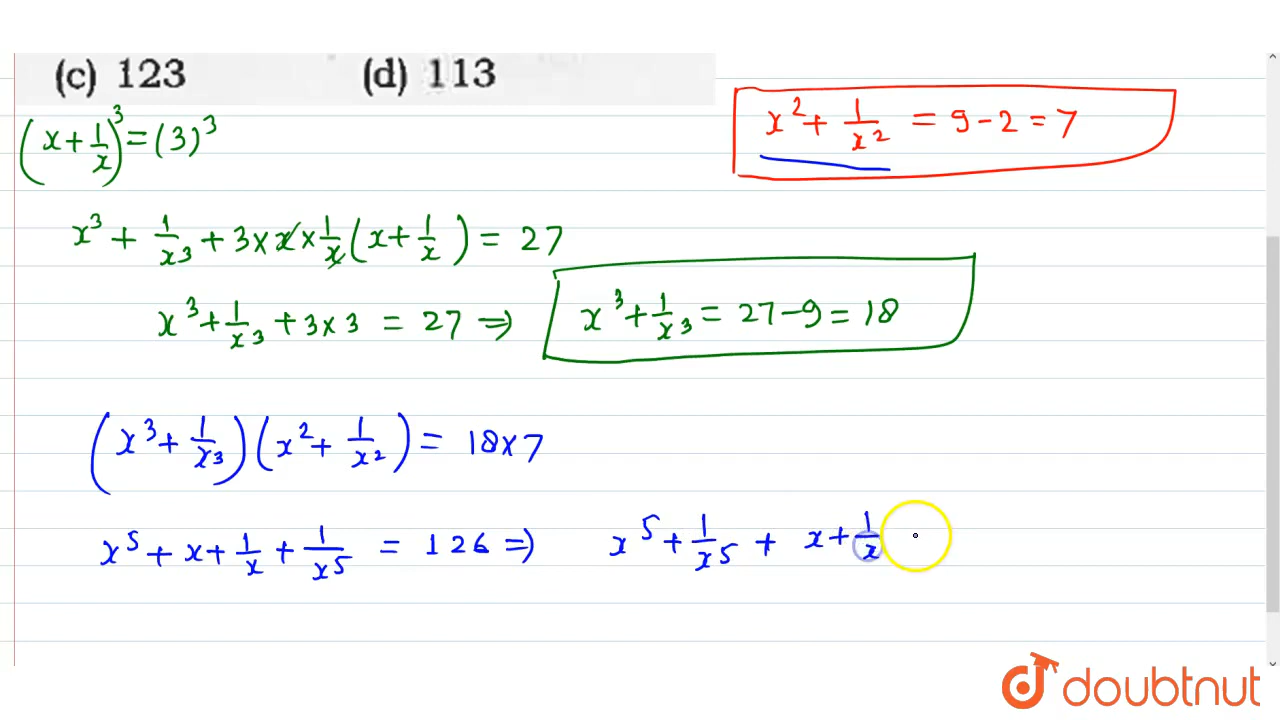 (c) 123 (d) 113
x² + 1/x² = 9 - 2 = 7
(x + 1/x)³ = (3)³
x³ + 1/x³ + 3 × x × 1/x (x + 1/x) = 27
x³ + 1/x³ + 3 × 3 = 27 ⇒ x³ + 1/x³ = 27 - 9 = 18
(x³ + 1/x³) (x² + 1/x²) = 18 × 7
x⁵ + x + 1/x + 1/x⁵ = 126 ⇒ x⁵ + 1/x⁵ + x + 1/x
doubtnut